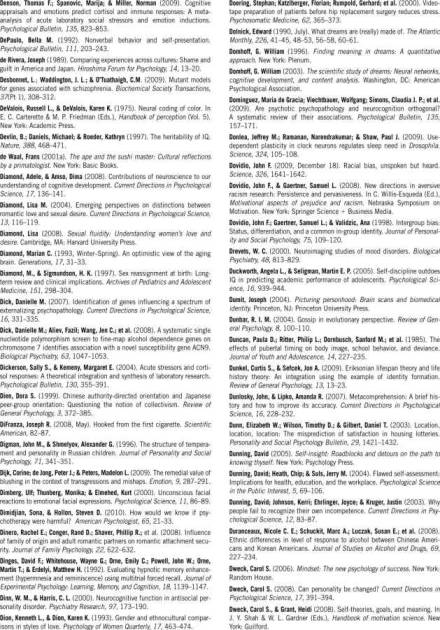 Denson, Thomas F.; Spanovic, Marija; & Miller, Norman (2009). Cognitive
appraisals and emotions predict cortisol and immune responses: A meta-
analysis of acute laboratory social stressors and emotion inductions.
Psychological Bulletin, 135, 823–853.
DePaulo, Bella M. (1992). Nonverbal behavior and self-presentation.
Psychological Bulletin, 111, 203–243.
de Rivera, Joseph (1989). Comparing experiences across cultures: Shame and
guilt in America and Japan. Hiroshima Forum for Psychology, 14, 13–20.
Desbonnet, L.; Waddington, J. L.; & O'Tuathaigh, C.M. (2009). Mutant models
for genes associated with schizophrenia. Biochemical Society Transactions,
37(Pt 1), 308–312.
DeValois, Russell L., & DeValois, Karen K. (1975). Neural coding of color. In
E. C. Carterette & M. P. Friedman (Eds.), Handbook of perception (Vol. 5).
New York: Academic Press.
Devlin, B.; Daniels, Michael; & Roeder, Kathryn (1997). The heritability of IQ.
Nature, 388, 468–471.
de Waal, Frans (2001a). The ape and the sushi master: Cultural reflections
by a primatologist. New York: Basic Books.
Diamond, Adele, & Amso, Dima (2008). Contributions of neuroscience to our
understanding of cognitive development. Current Directions in Psychological
Science, 17, 136–141.
Diamond, Lisa M. (2004). Emerging perspectives on distinctions between
romantic love and sexual desire. Current Directions in Psychological Science,
13, 116–119.
Diamond, Lisa (2008). Sexual fluidity: Understanding women's love and
desire. Cambridge, MA: Harvard University Press.
Diamond, Marian C. (1993, Winter–Spring). An optimistic view of the aging
brain. Generations, 17, 31–33.
Diamond, M., & Sigmundson, H. K. (1997). Sex reassignment at birth: Long-
term review and clinical implications. Archives of Pediatrics and Adolescent
Medicine, 151, 298–304.
Dick, Danielle M. (2007). Identification of genes influencing a spectrum of
externalizing psychopathology. Current Directions in Psychological Science,
16, 331–335.
Dick, Danielle M.; Aliev, Fazil; Wang, Jen C.; et al. (2008). A systematic single
nucleotide polymorphism screen to fine-map alcohol dependence genes on
chromosome 7 identifies association with a novel susceptibility gene ACN9.
Biological Psychiatry, 63, 1047–1053.
Dickerson, Sally S., & Kemeny, Margaret E. (2004). Acute stressors and corti-
sol responses: A theoretical integration and synthesis of laboratory research.
Psychological Bulletin, 130, 355–391.
Dien, Dora S. (1999). Chinese authority-directed orientation and Japanese
peer-group orientation: Questioning the notion of collectivism. Review of
General Psychology, 3, 372–385.
DiFranza, Joseph R. (2008, May). Hooked from the first cigarette. Scientific
American, 82–87.
Digman, John M., & Shmelyov, Alexander G. (1996). The structure of tempera-
ment and personality in Russian children. Journal of Personality and Social
Psychology, 71, 341–351.
Dijk, Corine; de Jong, Peter J.; & Peters, Madelon L. (2009). The remedial value of
blushing in the context of transgressions and mishaps. Emotion, 9, 287–291.
Dimberg, Ulf; Thunberg, Monika; & Elmehed, Kurt (2000). Unconscious facial
reactions to emotional facial expressions. Psychological Science, 11, 86–89.
Dimidjian, Sona, & Hollon, Steven D. (2010). How would we know if psy-
chotherapy were harmful? American Psychologist, 65, 21–33.
Dinero, Rachel E.; Conger, Rand D.; Shaver, Phillip R.; et al. (2008). Influence
of family of origin and adult romantic partners on romantic attachment secu-
rity. Journal of Family Psychology, 22, 622–632.
Dinges, David F.; Whitehouse, Wayne G.; Orne, Emily C.; Powell, John W.; Orne,
Martin T.; & Erdelyi, Matthew H. (1992). Evaluating hypnotic memory enhance-
ment (hypermnesia and reminiscence) using multitrial forced recall. Journal of
Experimental Psychology: Learning, Memory, and Cognition, 18, 1139–1147.
Dinn, W. M., & Harris, C. L. (2000). Neurocognitive function in antisocial per-
sonality disorder. Psychiatry Research, 97, 173–190.
Dion, Kenneth L., & Dion, Karen K. (1993). Gender and ethnocultural compar-
isons in styles of love. Psychology of Women Quarterly, 17, 463–474.
Doering, Stephan; Katzlberger, Florian; Rumpold, Gerhard; et al. (2000). Video-
tape preparation of patients before hip replacement surgery reduces stress.
Psychosomatic Medicine, 62, 365–373.
Dolnick, Edward (1990, July). What dreams are (really) made of. The Atlantic
Monthly, 226, 41–45, 48–53, 56–58, 60–61.
Domhoff, G. William (1996). Finding meaning in dreams: A quantitative
approach. New York: Plenum.
Domhoff, G. William (2003). The scientific study of dreams: Neural networks,
cognitive development, and content analysis. Washington, DC: American
Psychological Association.
Dominguez, Maria de Gracia; Viechtbauer, Wolfgang; Simons, Claudia J. P.; et al.
(2009). Are psychotic psychopathology and neurocognition orthogonal?
A systematic review of their associations. Psychological Bulletin, 135,
157–171.
Donlea, Jeffrey M.; Ramanan, Narendrakumar; & Shaw, Paul J. (2009). Use-
dependent plasticity in clock neurons regulates sleep need in Drosophila.
Science, 324, 105–108.
Dovidio, John F. (2009, December 18). Racial bias, unspoken but heard.
Science, 326, 1641–1642.
Dovidio, John F., & Gaertner, Samuel L. (2008). New directions in aversive
racism research: Persistence and pervasiveness. In C. Willis-Esqueda (Ed.),
Motivational aspects of prejudice and racism. Nebraska Symposium on
Motivation. New York: Springer Science + Business Media.
Dovidio, John F.; Gaertner, Samuel L.; & Validzic, Ana (1998). Intergroup bias:
Status, differentiation, and a common in-group identity. Journal of Personal-
ity and Social Psychology, 75, 109–120.
Drevets, W. C. (2000). Neuroimaging studies of mood disorders. Biological
Psychiatry, 48, 813–829.
Duckworth, Angela L., & Seligman, Martin E. P. (2005). Self-discipline outdoes
IQ in predicting academic performance of adolescents. Psychological Sci-
ence, 16, 939–944.
Dumit, Joseph (2004). Picturing personhood: Brain scans and biomedical
identity. Princeton, NJ: Princeton University Press.
Dunbar, R. I. M. (2004). Gossip in evolutionary perspective. Review of Gen-
eral Psychology, 8, 100–110.
Duncan, Paula D.; Ritter, Philip L.; Dornbusch, Sanford M.; et al. (1985). The
effects of pubertal timing on body image, school behavior, and deviance.
Journal of Youth and Adolescence, 14, 227–235.
Dunkel, Curtis S., & Sefcek, Jon A. (2009). Eriksonian lifespan theory and life
history theory: An integration using the example of identity formation.
Review of General Psychology, 13, 13–23.
Dunlosky, John, & Lipko, Amanda R. (2007). Metacomprehension: A brief his-
tory and how to improve its accuracy. Current Directions in Psychological
Science, 16, 228–232.
Dunn, Elizabeth W.; Wilson, Timothy D.; & Gilbert, Daniel T. (2003). Location,
location, location: The misprediction of satisfaction in housing lotteries.
Personality and Social Psychology Bulletin, 29, 1421–1432.
Dunning, David (2005). Self-insight: Roadblocks and detours on the path to
knowing thyself. New York: Psychology Press.
Dunning, David; Heath, Chip; & Suls, Jerry M. (2004). Flawed self-assessment:
Implications for health, education, and the workplace. Psychological Science
in the Public Interest, 5, 69–106.
Dunning, David; Johnson, Kerri; Ehrlinger, Joyce; & Kruger, Justin (2003). Why
people fail to recognize their own incompetence. Current Directions in Psy-
chological Science, 12, 83–87.
Duranceaux, Nicole C. E.; Schuckit, Marc A.; Luczak, Susan E.; et al. (2008).
Ethnic differences in level of response to alcohol between Chinese Ameri-
cans and Korean Americans. Journal of Studies on Alcohol and Drugs, 69,
227–234.
Dweck, Carol S. (2006). Mindset: The new psychology of success. New York:
Random House.
Dweck, Carol S. (2008). Can personality be changed? Current Directions in
Psychological Science, 17, 391–394.
Dweck, Carol S., & Grant, Heidi (2008). Self-theories, goals, and meaning. In
J. Y. Shah & W. L. Gardner (Eds.), Handbook of motivation science. New
York: Guilford.